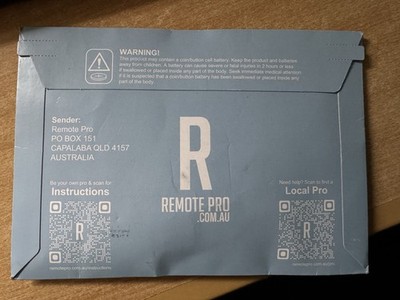 WARNING!
This product may contain a coin/button cell battery. Keep the product and batteries
away from children. A battery can cause severe or fatal injuries in 2 hours or less
if swallowed or placed inside any part of the body. Seek immediate medical attention
if it is suspected that a coin/button has been swallowed or placed inside any
part of the body.
Sender:
Remote Pro
PO BOX 151
CAPALABA QLD 4157
AUSTRALIA
R
REMOTE PRO
.COM.AU
Be your own pro & scan for
Instructions
Need help? Scan to find a
Local Pro
R
R